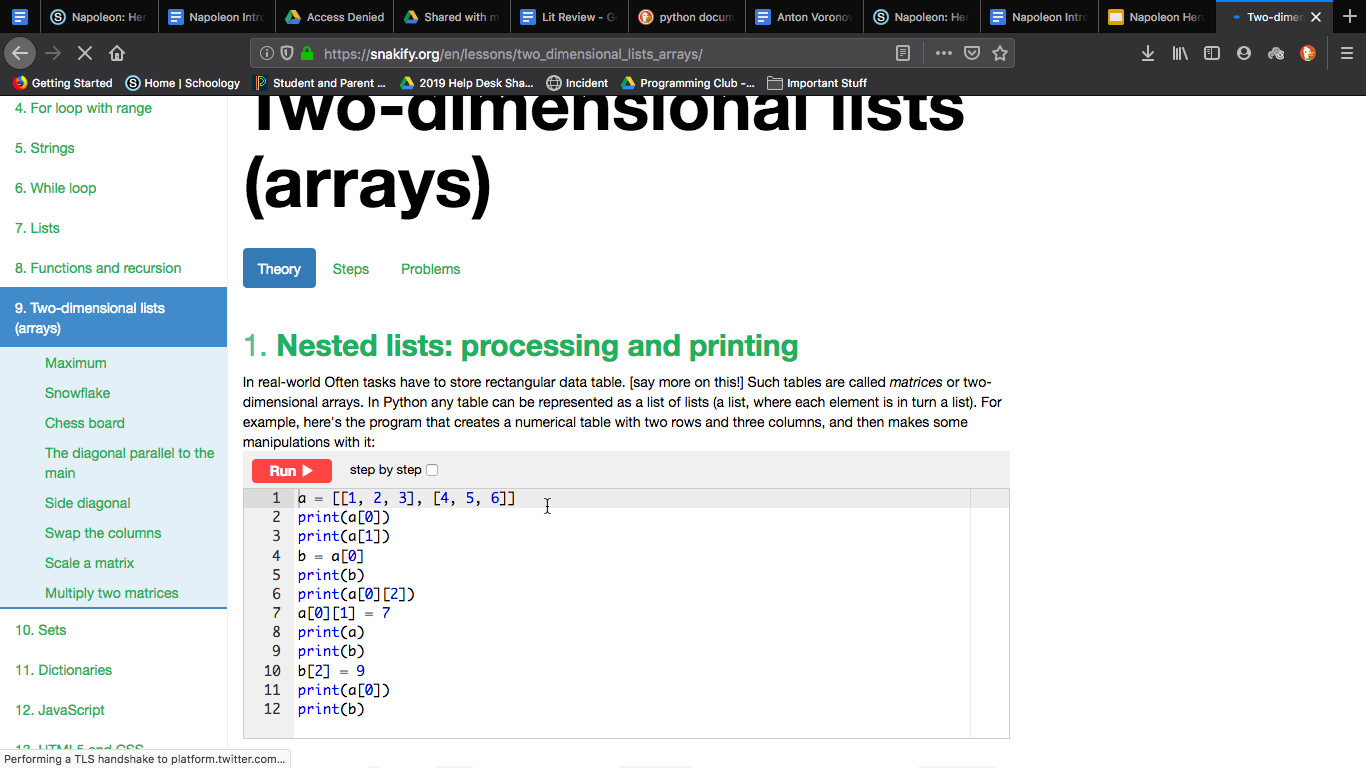 Napoleon: Her
Napoleon Intro
Access Denied
Shared with m
Lit Review - G
python docum
Anton Voronov
Napoleon: He
Napoleon Intro
Napoleon Hero
Two-dimen
https://snakify.org/en/lessons/two_dimensional_lists_arrays/
Getting Started
Home | Schoology
Student and Parent ...
2019 Help Desk Sha...
Incident
Programming Club -...
Important Stuff
4. For loop with range
5. Strings
6. While loop
7. Lists
8. Functions and recursion
9. Two-dimensional lists
(arrays)
Maximum
Snowflake
Chess board
The diagonal parallel to the
main
Side diagonal
Swap the columns
Scale a matrix
Multiply two matrices
10. Sets
11. Dictionaries
12. JavaScript
13. HTML5 and CSS
Performing a TLS handshake to platform.twitter.com...
Two-dimensional lists
(arrays)
Theory
Steps
Problems
1. Nested lists: processing and printing
In real-world Often tasks have to store rectangular data table. [say more on this!] Such tables are called matrices or two-
dimensional arrays. In Python any table can be represented as a list of lists (a list, where each element is in turn a list). For
example, here's the program that creates a numerical table with two rows and three columns, and then makes some
manipulations with it:
Run
step by step
1 a = [[1, 2, 3], [4, 5, 6]]
2 print(a[0])
3 print(a[1])
4 b = a[0]
5 print(b)
6 print(a[0][2])
7 a[0][1] = 7
8 print(a)
9 print(b)
10 b[2] = 9
11 print(a[0])
12 print(b)